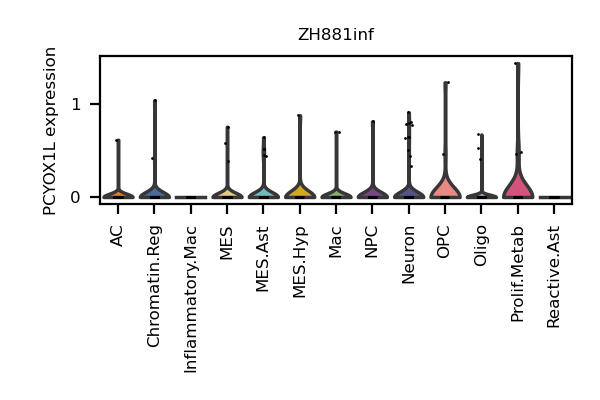 ZH881inf
PCYOX1L expression
1
0
AC
Chromatin.Reg
Inflammatory.Mac
MES
MES.Ast
MES.Hyp
Mac
NPC
Neuron
OPC
Oligo
Prolif.Metab
Reactive.Ast